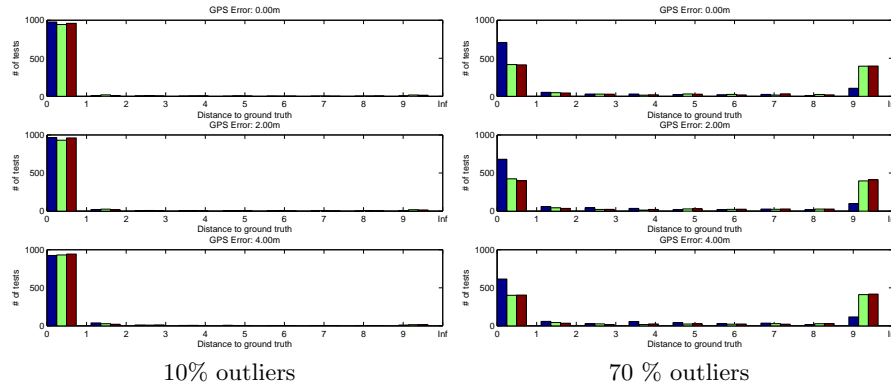 GPS Error: 0.00m
1000
500
0
# of tests
0 1 2 3 4 5 6 7 8 9 Inf
Distance to ground truth
GPS Error: 2.00m
1000
500
0
# of tests
0 1 2 3 4 5 6 7 8 9 Inf
Distance to ground truth
GPS Error: 4.00m
1000
500
0
# of tests
0 1 2 3 4 5 6 7 8 9 Inf
Distance to ground truth
10% outliers
GPS Error: 0.00m
1000
500
0
# of tests
0 1 2 3 4 5 6 7 8 9 Inf
Distance to ground truth
GPS Error: 2.00m
1000
500
0
# of tests
0 1 2 3 4 5 6 7 8 9 Inf
Distance to ground truth
GPS Error: 4.00m
1000
500
0
# of tests
0 1 2 3 4 5 6 7 8 9 Inf
Distance to ground truth
70 % outliers